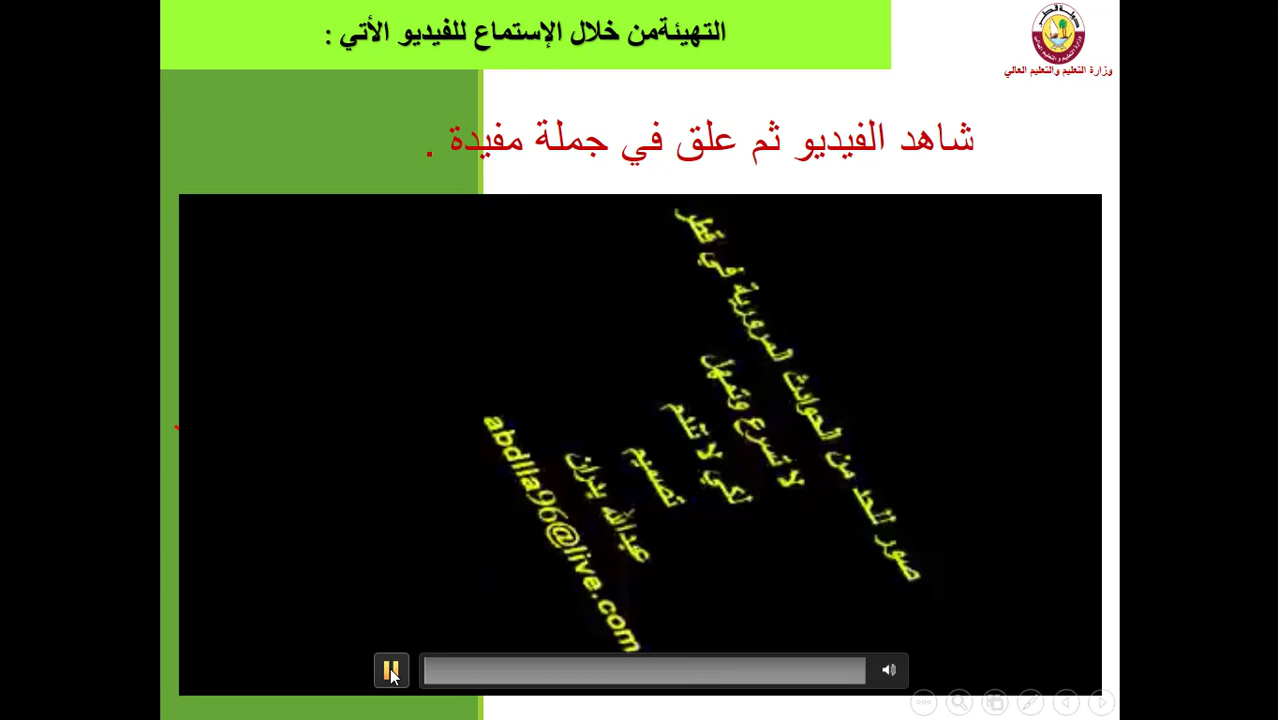 التهيئةمن خلال الإستماع للفيديو الأتي :
وزارة التعليم والتعليم العالي
شاهد الفيديو ثم علق في جملة مفيدة .
صور للحد من الحوادث المرورية في قطر
لا تسرع وتمهل
لكي لا تندم
تصميم
عبدالله بدران
abdlla96@live.com